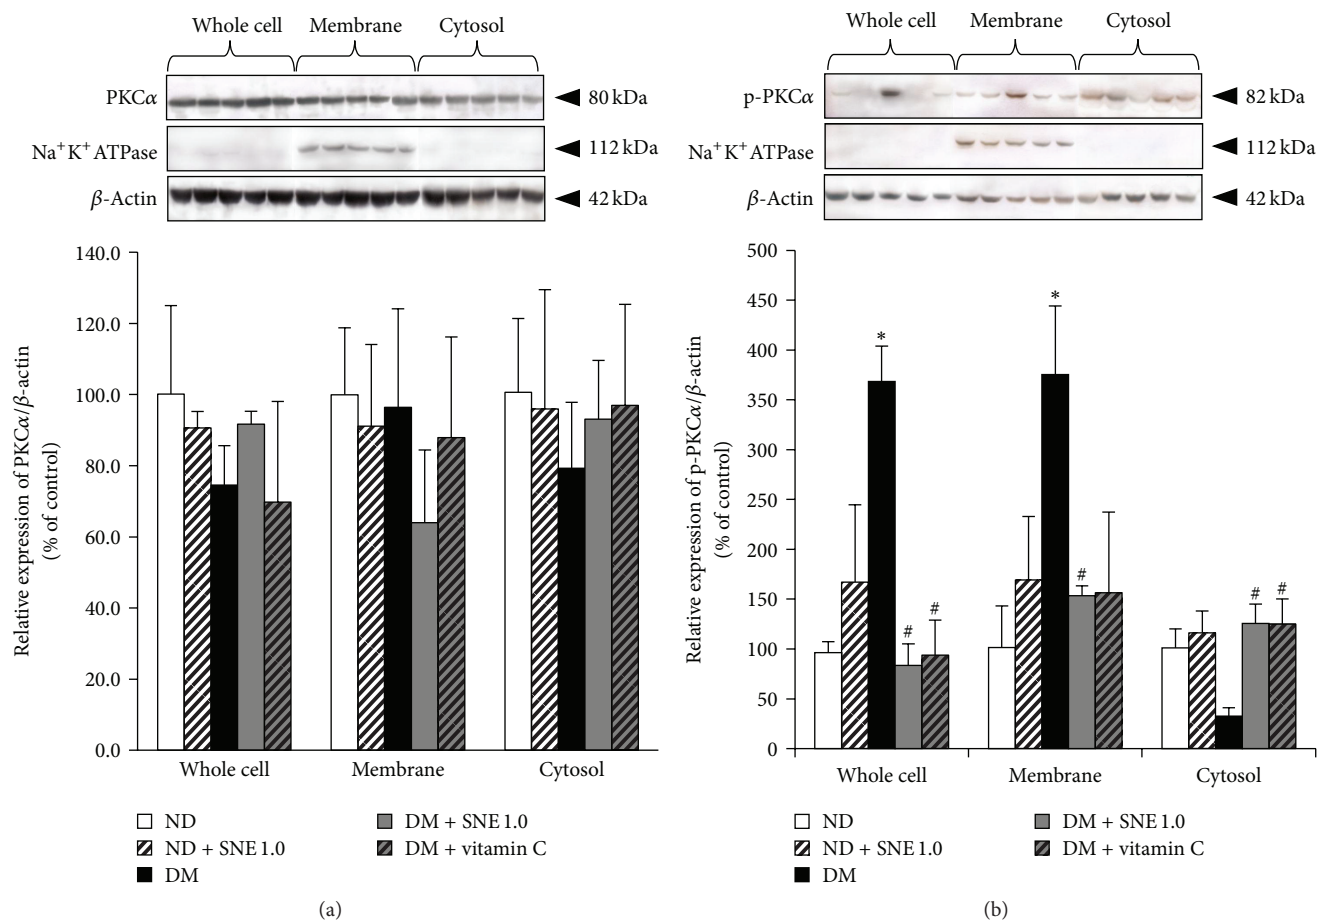 Whole cell Membrane Cytosol
PKCα 80 kDa
Na⁺K⁺ATPase 112 kDa
β-Actin 42 kDa
140.0
120.0
100.0
80.0
60.0
40.0
20.0
0.0
Relative expression of PKCα/β-actin
(% of control)
Whole cell Membrane Cytosol
ND
ND + SNE 1.0
DM
DM + SNE 1.0
DM + vitamin C
(a)
Whole cell Membrane Cytosol
p-PKCα 82 kDa
Na⁺K⁺ATPase 112 kDa
β-Actin 42 kDa
500
450
400
350
300
250
200
150
100
50
0
Relative expression of p-PKCα/β-actin
(% of control)
* # #
* #
# #
Whole cell Membrane Cytosol
ND
ND + SNE 1.0
DM
DM + SNE 1.0
DM + vitamin C
(b)